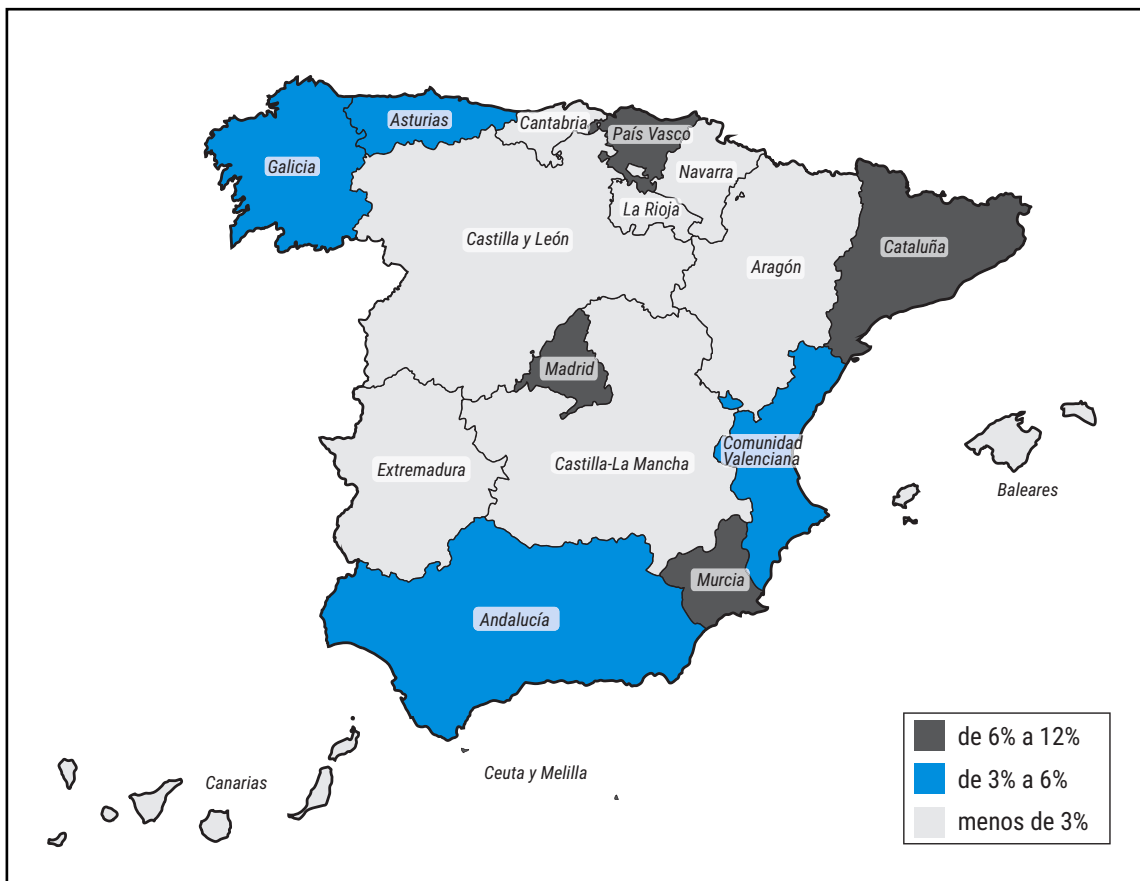 Asturias
Cantabria
País Vasco
Galicia
Navarra
La Rioja
Castilla y León
Cataluña
Aragón
Madrid
Comunidad
Valenciana
Extremadura
Castilla-La Mancha
Baleares
Murcia
Andalucía
Ceuta y Melilla
Canarias
de 6% a 12%
de 3% a 6%
menos de 3%